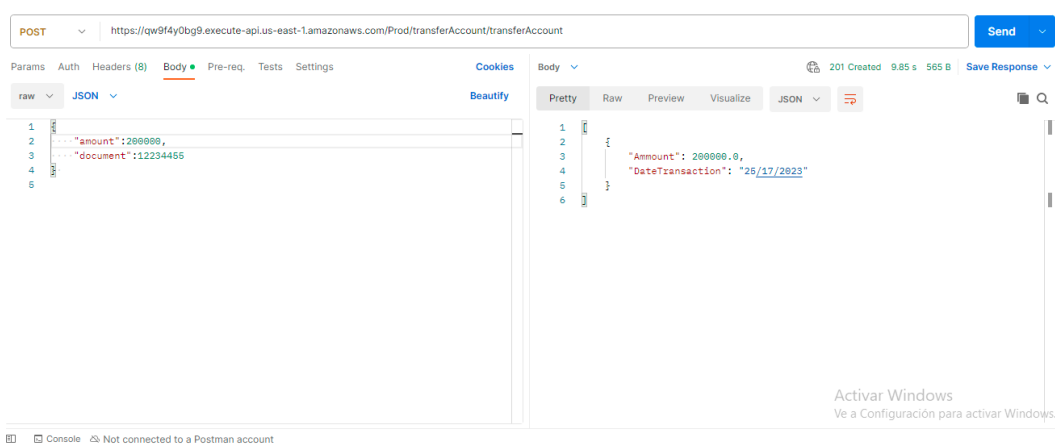 POST https://qw9f4y0bg9.execute-api.us-east-1.amazonaws.com/Prod/transferAccount/transferAccount Send
Params Auth Headers (8) Body Pre-req. Tests Settings Cookies
raw JSON Beautify
1 {
2 "amount":200000,
3 "document":12234455
4 }
5
Body 201 Created 9.85 s 565 B Save Response
Pretty Raw Preview Visualize JSON
1 [
2 {
3 "Ammount": 200000.0,
4 "DateTransaction": "25/17/2023"
5 }
6 ]
Activar Windows
Ve a Configuración para activar Windows.
Console Not connected to a Postman account